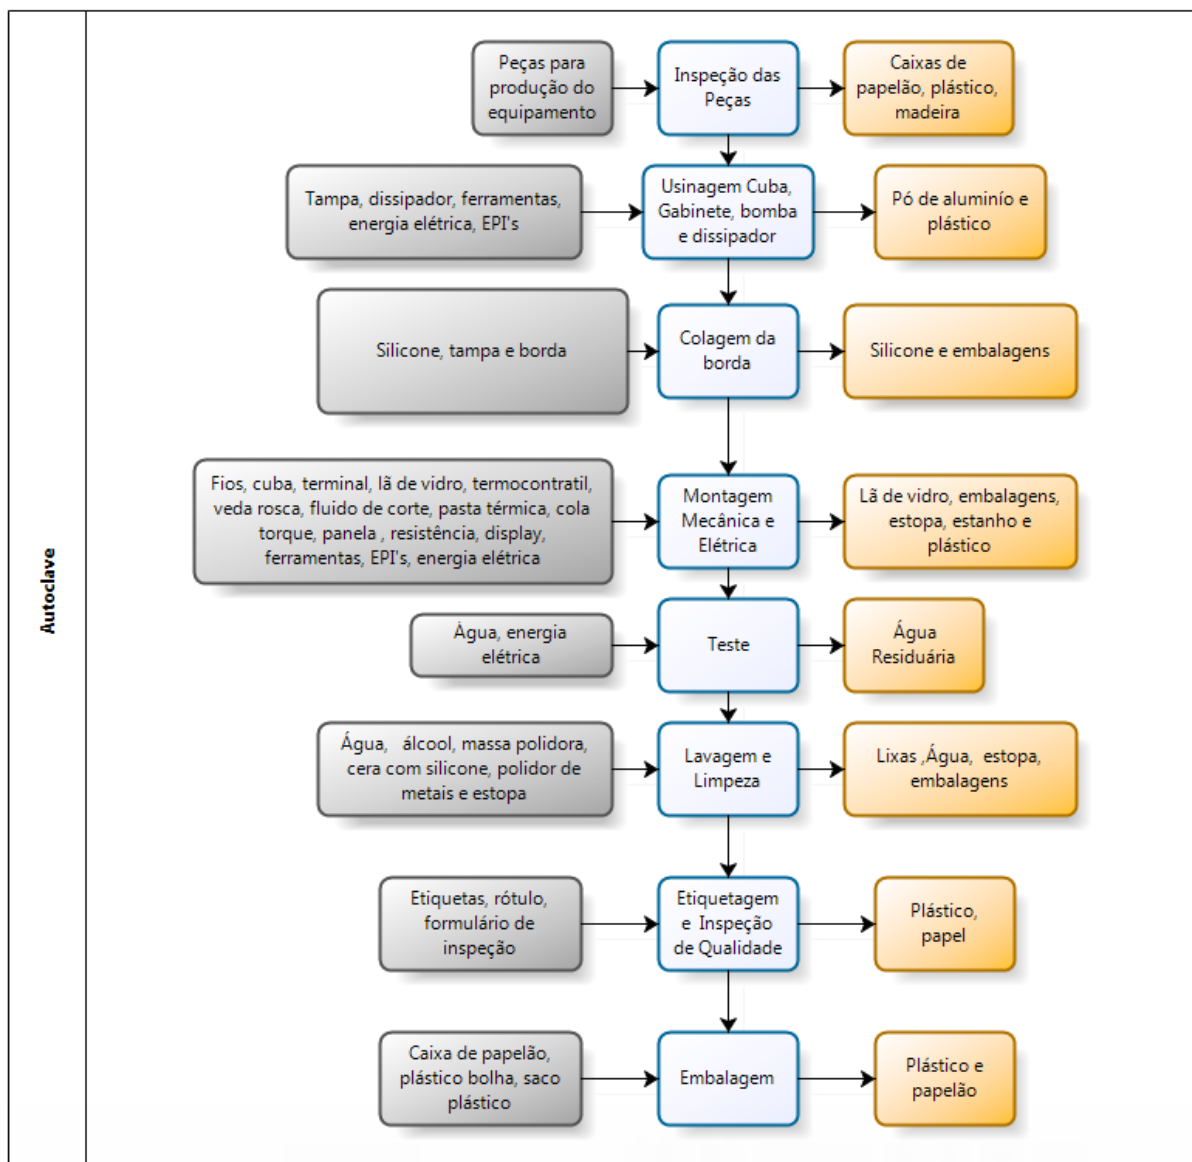 Autoclave
Peças para
produção do
equipamento
Inspeção das
Peças
Caixas de
papelão, plástico,
madeira
Tampa, dissipador, ferramentas,
energia elétrica, EPI's
Usinagem Cuba,
Gabinete, bomba
e dissipador
Pó de alumínío e
plástico
Silicone, tampa e borda
Colagem da
borda
Silicone e embalagens
Fios, cuba, terminal, lã de vidro, termocontratil,
veda rosca, fluido de corte, pasta térmica, cola
torque, panela , resistência, display,
ferramentas, EPI's, energia elétrica
Montagem
Mecânica e
Elétrica
Lã de vidro, embalagens,
estopa, estanho e
plástico
Água, energia
elétrica
Teste
Água
Residuária
Água, álcool, massa polidora,
cera com silicone, polidor de
metais e estopa
Lavagem e
Limpeza
Lixas ,Água, estopa,
embalagens
Etiquetas, rótulo,
formulário de
inspeção
Etiquetagem
e Inspeção
de Qualidade
Plástico,
papel
Caixa de papelão,
plástico bolha, saco
plástico
Embalagem
Plástico e
papelão